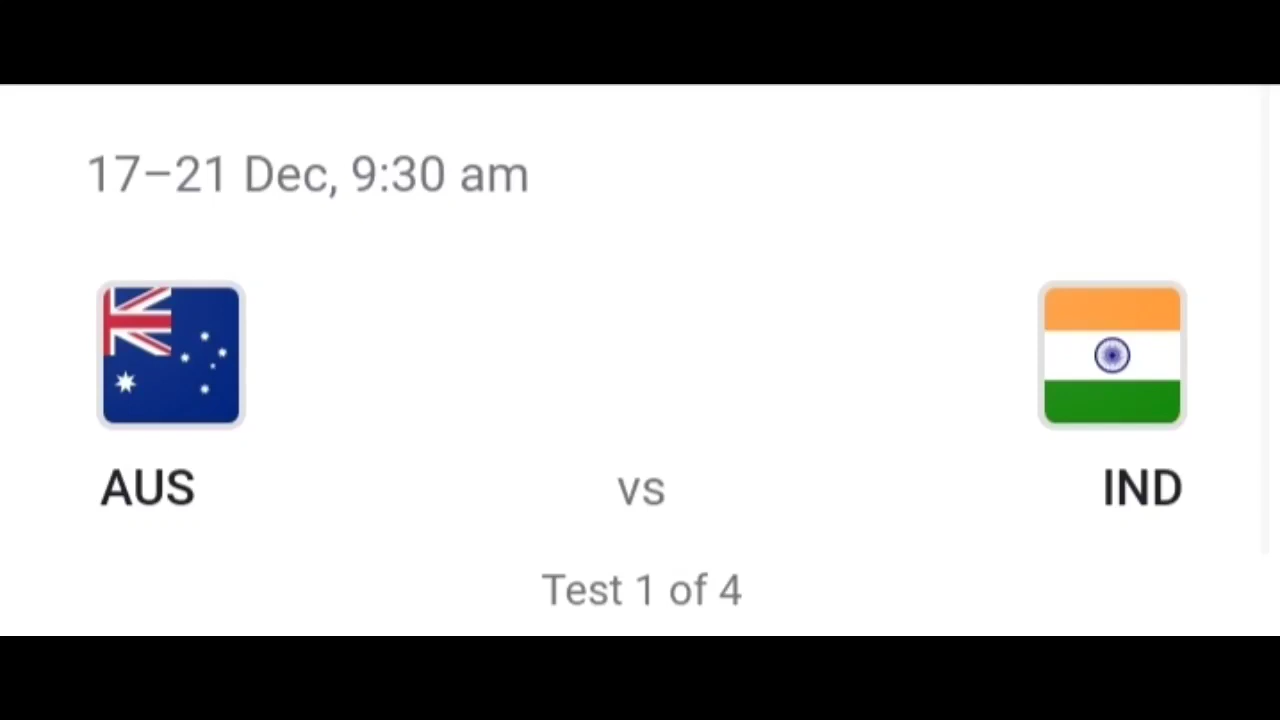 17–21 Dec, 9:30 am
AUS vs IND
Test 1 of 4